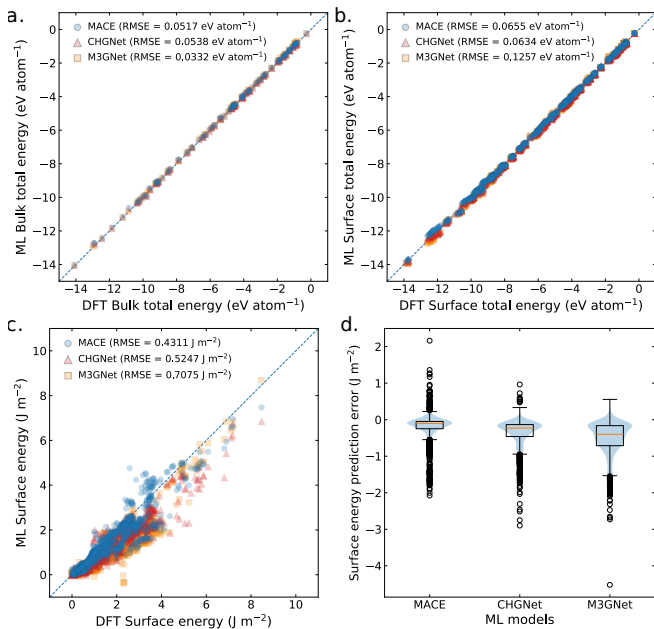 a.
MACE (RMSE = 0.0517 eV atom⁻¹)
CHGNet (RMSE = 0.0538 eV atom⁻¹)
M3GNet (RMSE = 0.0332 eV atom⁻¹)
0
−2
−4
−6
−8
−10
−12
−14
ML Bulk total energy (eV atom⁻¹)
−14 −12 −10 −8 −6 −4 −2 0
DFT Bulk total energy (eV atom⁻¹)
b.
MACE (RMSE = 0.0655 eV atom⁻¹)
CHGNet (RMSE = 0.0634 eV atom⁻¹)
M3GNet (RMSE = 0.1257 eV atom⁻¹)
0
−2
−4
−6
−8
−10
−12
−14
ML Surface total energy (eV atom⁻¹)
−14 −12 −10 −8 −6 −4 −2 0
DFT Surface total energy (eV atom⁻¹)
c.
MACE (RMSE = 0.4311 J m⁻²)
CHGNet (RMSE = 0.5247 J m⁻²)
M3GNet (RMSE = 0.7075 J m⁻²)
10
8
6
4
2
0
ML Surface energy (J m⁻²)
0 2 4 6 8 10
DFT Surface energy (J m⁻²)
d.
2
1
0
−1
−2
−3
−4
Surface energy prediction error (J m⁻²)
MACE CHGNet M3GNet
ML models